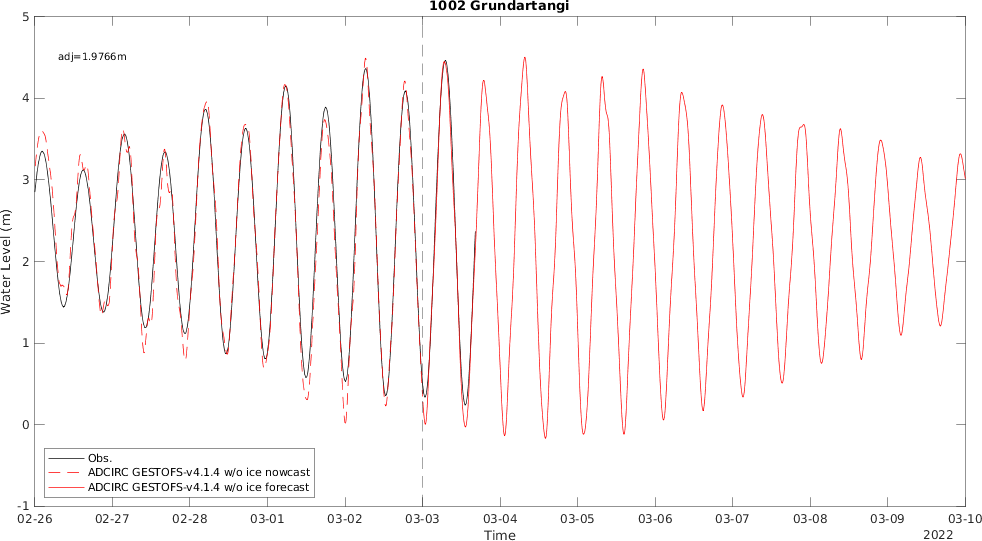 1002 Grundartangi
adj=1.9766m
5
4
3
2
1
0
-1
Water Level (m)
Obs.
ADCIRC GESTOFS-v4.1.4 w/o ice nowcast
ADCIRC GESTOFS-v4.1.4 w/o ice forecast
02-26 02-27 02-28 03-01 03-02 03-03 03-04 03-05 03-06 03-07 03-08 03-09 03-10
Time
2022